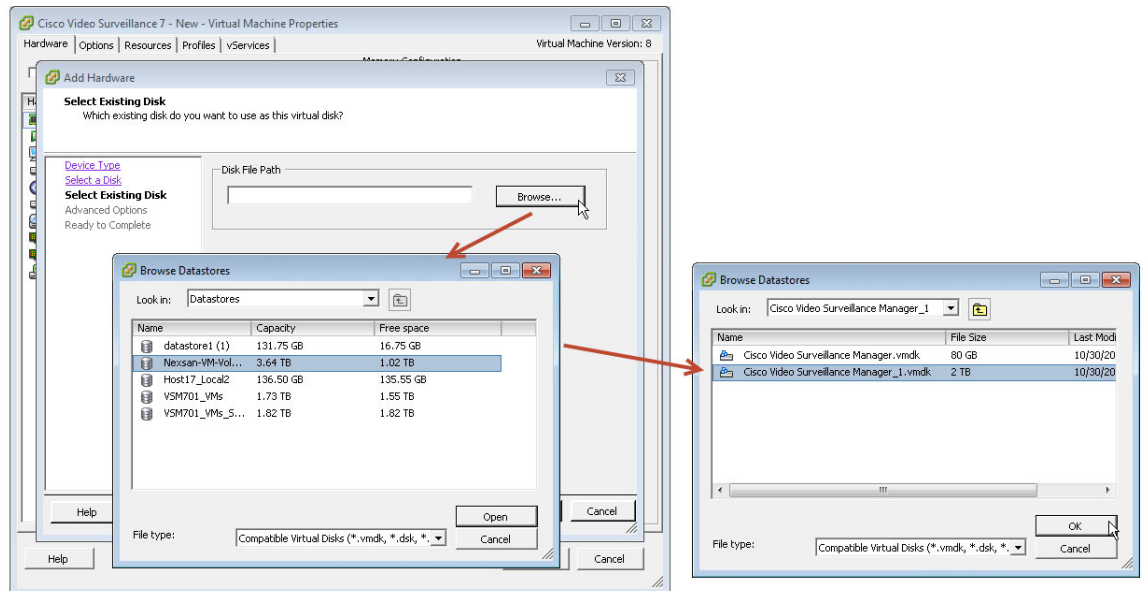 Cisco Video Surveillance 7 - New - Virtual Machine Properties
Hardware Options Resources Profiles vServices Virtual Machine Version: 8
Add Hardware
Select Existing Disk
Which existing disk do you want to use as this virtual disk?
Device Type
Select a Disk
Select Existing Disk
Advanced Options
Ready to Complete
Disk File Path
Browse...
Browse Datastores
Look in: Datastores
Name Capacity Free space
datastore1 (1) 131.75 GB 16.75 GB
Nexsan-VM-Vol... 3.64 TB 1.02 TB
Host17_Local2 136.50 GB 135.55 GB
VSM701_VMs 1.73 TB 1.55 TB
VSM701_VMs_S... 1.82 TB 1.82 TB
Open
File type: Compatible Virtual Disks (*.vmdk, *.dsk, *.
Cancel
Help
Cancel
Help
Cancel
Browse Datastores
Look in: Cisco Video Surveillance Manager_1
Name File Size Last Modi
Cisco Video Surveillance Manager.vmdk 80 GB 10/30/20
Cisco Video Surveillance Manager_1.vmdk 2 TB 10/30/20
OK
File type: Compatible Virtual Disks (*.vmdk, *.dsk, *.
Cancel